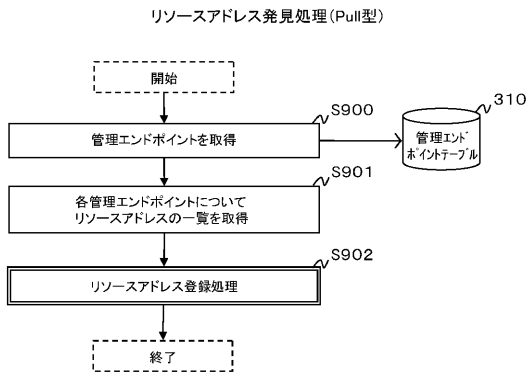 リソースアドレス発見処理(Pull型)
開始
S900
310
管理エンドポイントを取得
管理エンド
ポイントテーブル
S901
各管理エンドポイントについて
リソースアドレスの一覧を取得
S902
リソースアドレス登録処理
終了